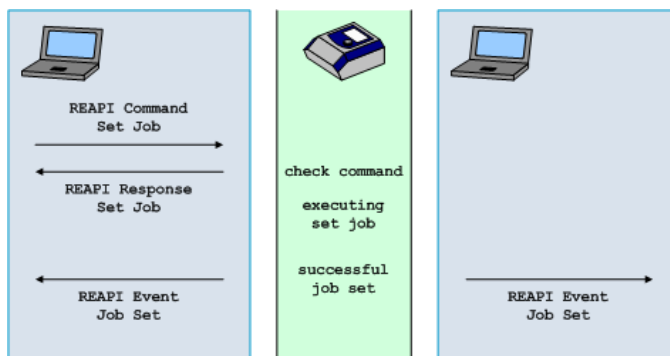 REAPI Command
Set Job
REAPI Response
Set Job
check command
executing
set job
successful
job set
REAPI Event
Job Set
REAPI Event
Job Set